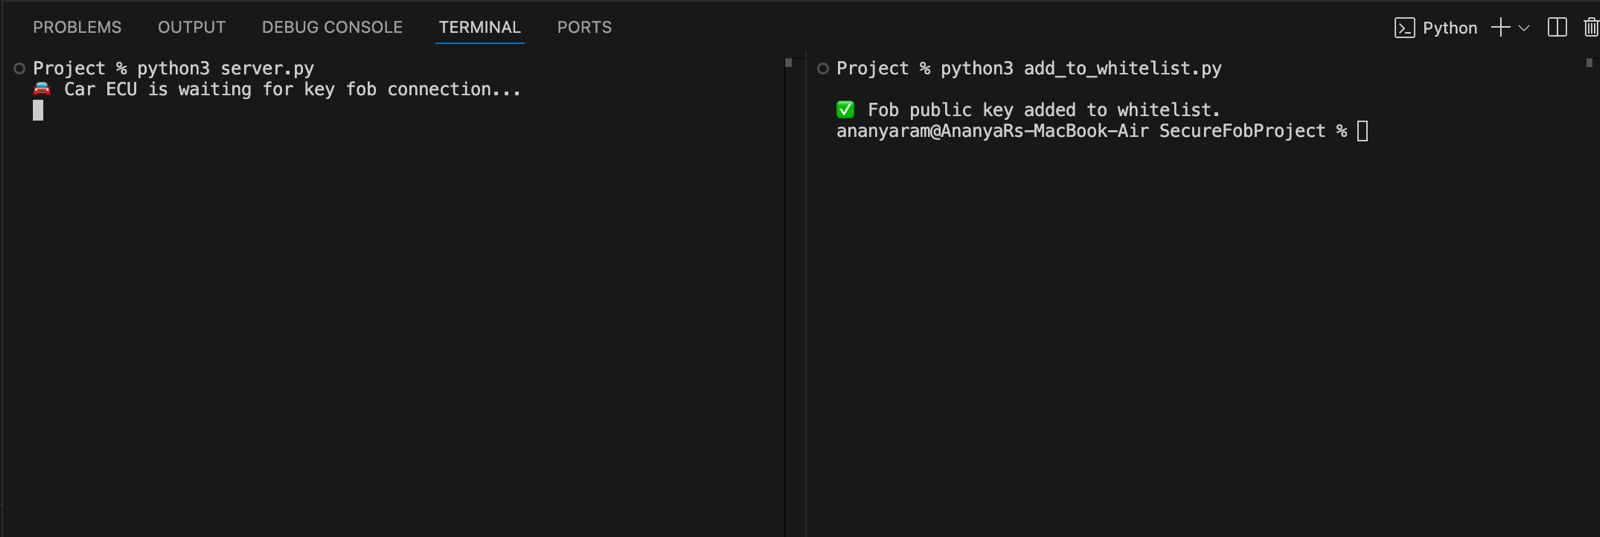 PROBLEMS OUTPUT DEBUG CONSOLE TERMINAL PORTS Python
Project % python3 server.py
🚘 Car ECU is waiting for key fob connection...
Project % python3 add_to_whitelist.py
✅ Fob public key added to whitelist.
ananyaram@AnanyaRs-MacBook-Air SecureFobProject %